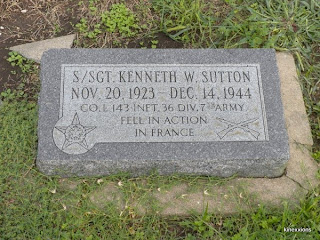 S/SGT. KENNETH W. SUTTON
NOV. 20, 1923 - DEC. 14, 1944
CO. L 143 INFT. 36 DIV. 7TH ARMY
FELL IN ACTION
IN FRANCE
kinexxions